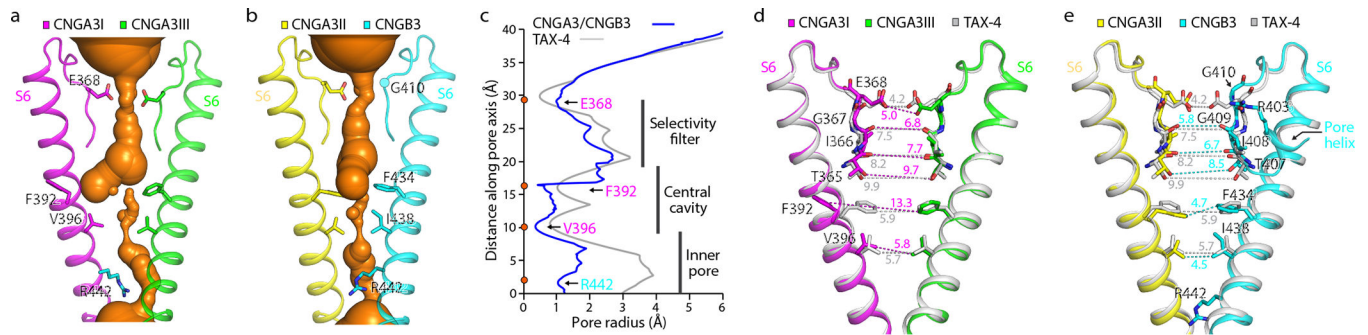 a
CNGA3I CNGA3III
E368
S6 S6
F392
V396
R442
b
CNGA3II CNGB3
S6 S6
G410
F434
I438
R442
c
CNGA3/CNGB3
TAX-4
Distance along pore axis (Å)
40
35
30
25
20
15
10
5
0
E368
F392
V396
R442
Selectivity
filter
Central
cavity
Inner
pore
0 1 2 3 4 5 6
Pore radius (Å)
d
CNGA3I CNGA3III TAX-4
S6 S6
E368
4.2
5.0
G367 6.8
7.5
I366 7.7
8.2
T365 9.7
9.9
F392 13.3
5.9
V396 5.8
5.7
e
CNGA3II CNGB3 TAX-4
S6 S6
G410
4.2 R403
5.8 G409
7.5
6.7 I408
8.2 8.5 T407
9.9
Pore
helix
F434
4.7
5.9
I438
5.7
4.5
R442